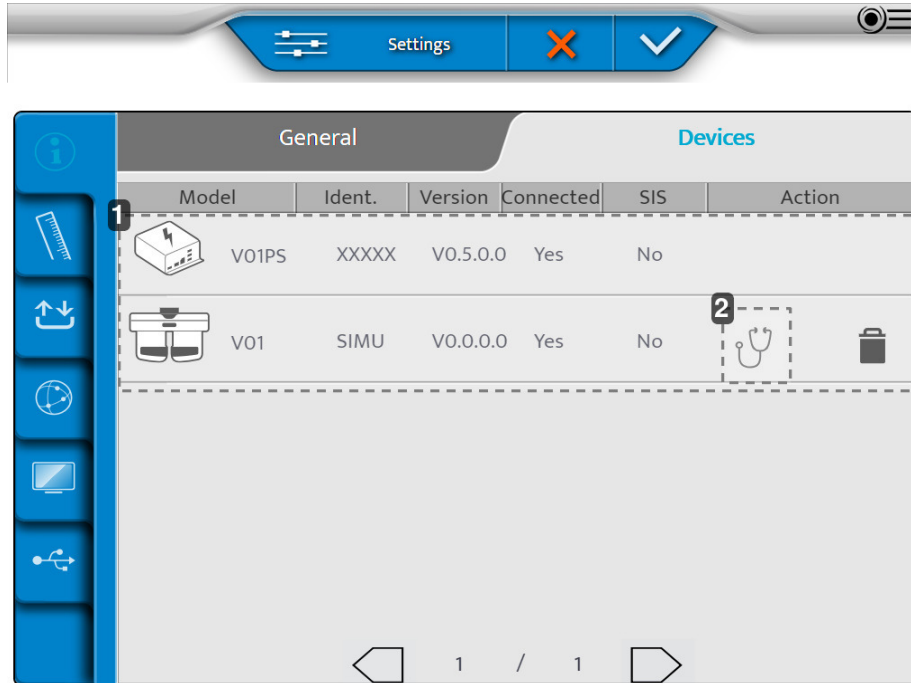 Settings
General Devices
Model Ident. Version Connected SIS Action
1
V01PS XXXXX V0.5.0.0 Yes No
2
V01 SIMU V0.0.0.0 Yes No
1 / 1